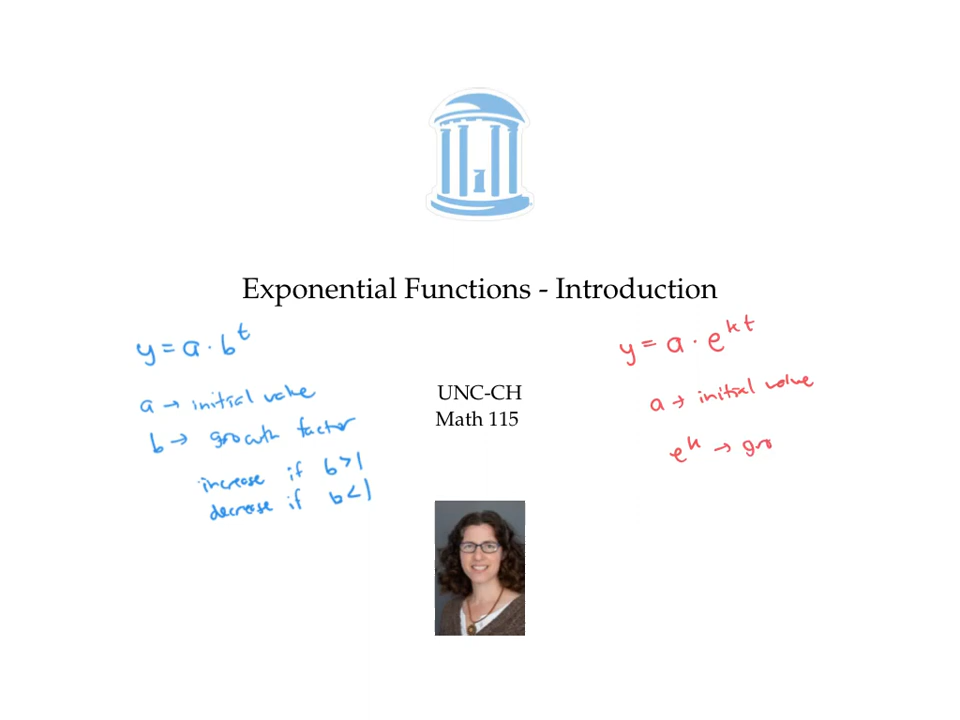 Exponential Functions - Introduction
y = a · b^t
a → initial value
b → growth factor
increase if b > 1
decrease if b < 1
UNC-CH
Math 115
y = a · e^{kt}
a → initial value
e^k → gro